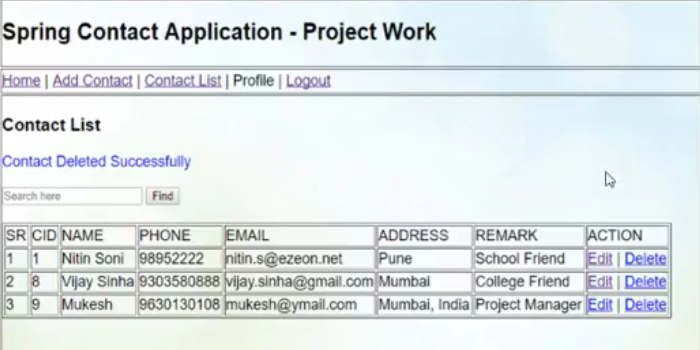 Spring Contact Application - Project Work
Home | Add Contact | Contact List | Profile | Logout
Contact List
Contact Deleted Successfully
Search here Find
SR CID NAME PHONE EMAIL ADDRESS REMARK ACTION
1 1 Nitin Soni 98952222 nitin.s@ezeon.net Pune School Friend Edit | Delete
2 8 Vijay Sinha 9303580888 vijay.sinha@gmail.com Mumbai College Friend Edit | Delete
3 9 Mukesh 9630130108 mukesh@ymail.com Mumbai, India Project Manager Edit | Delete